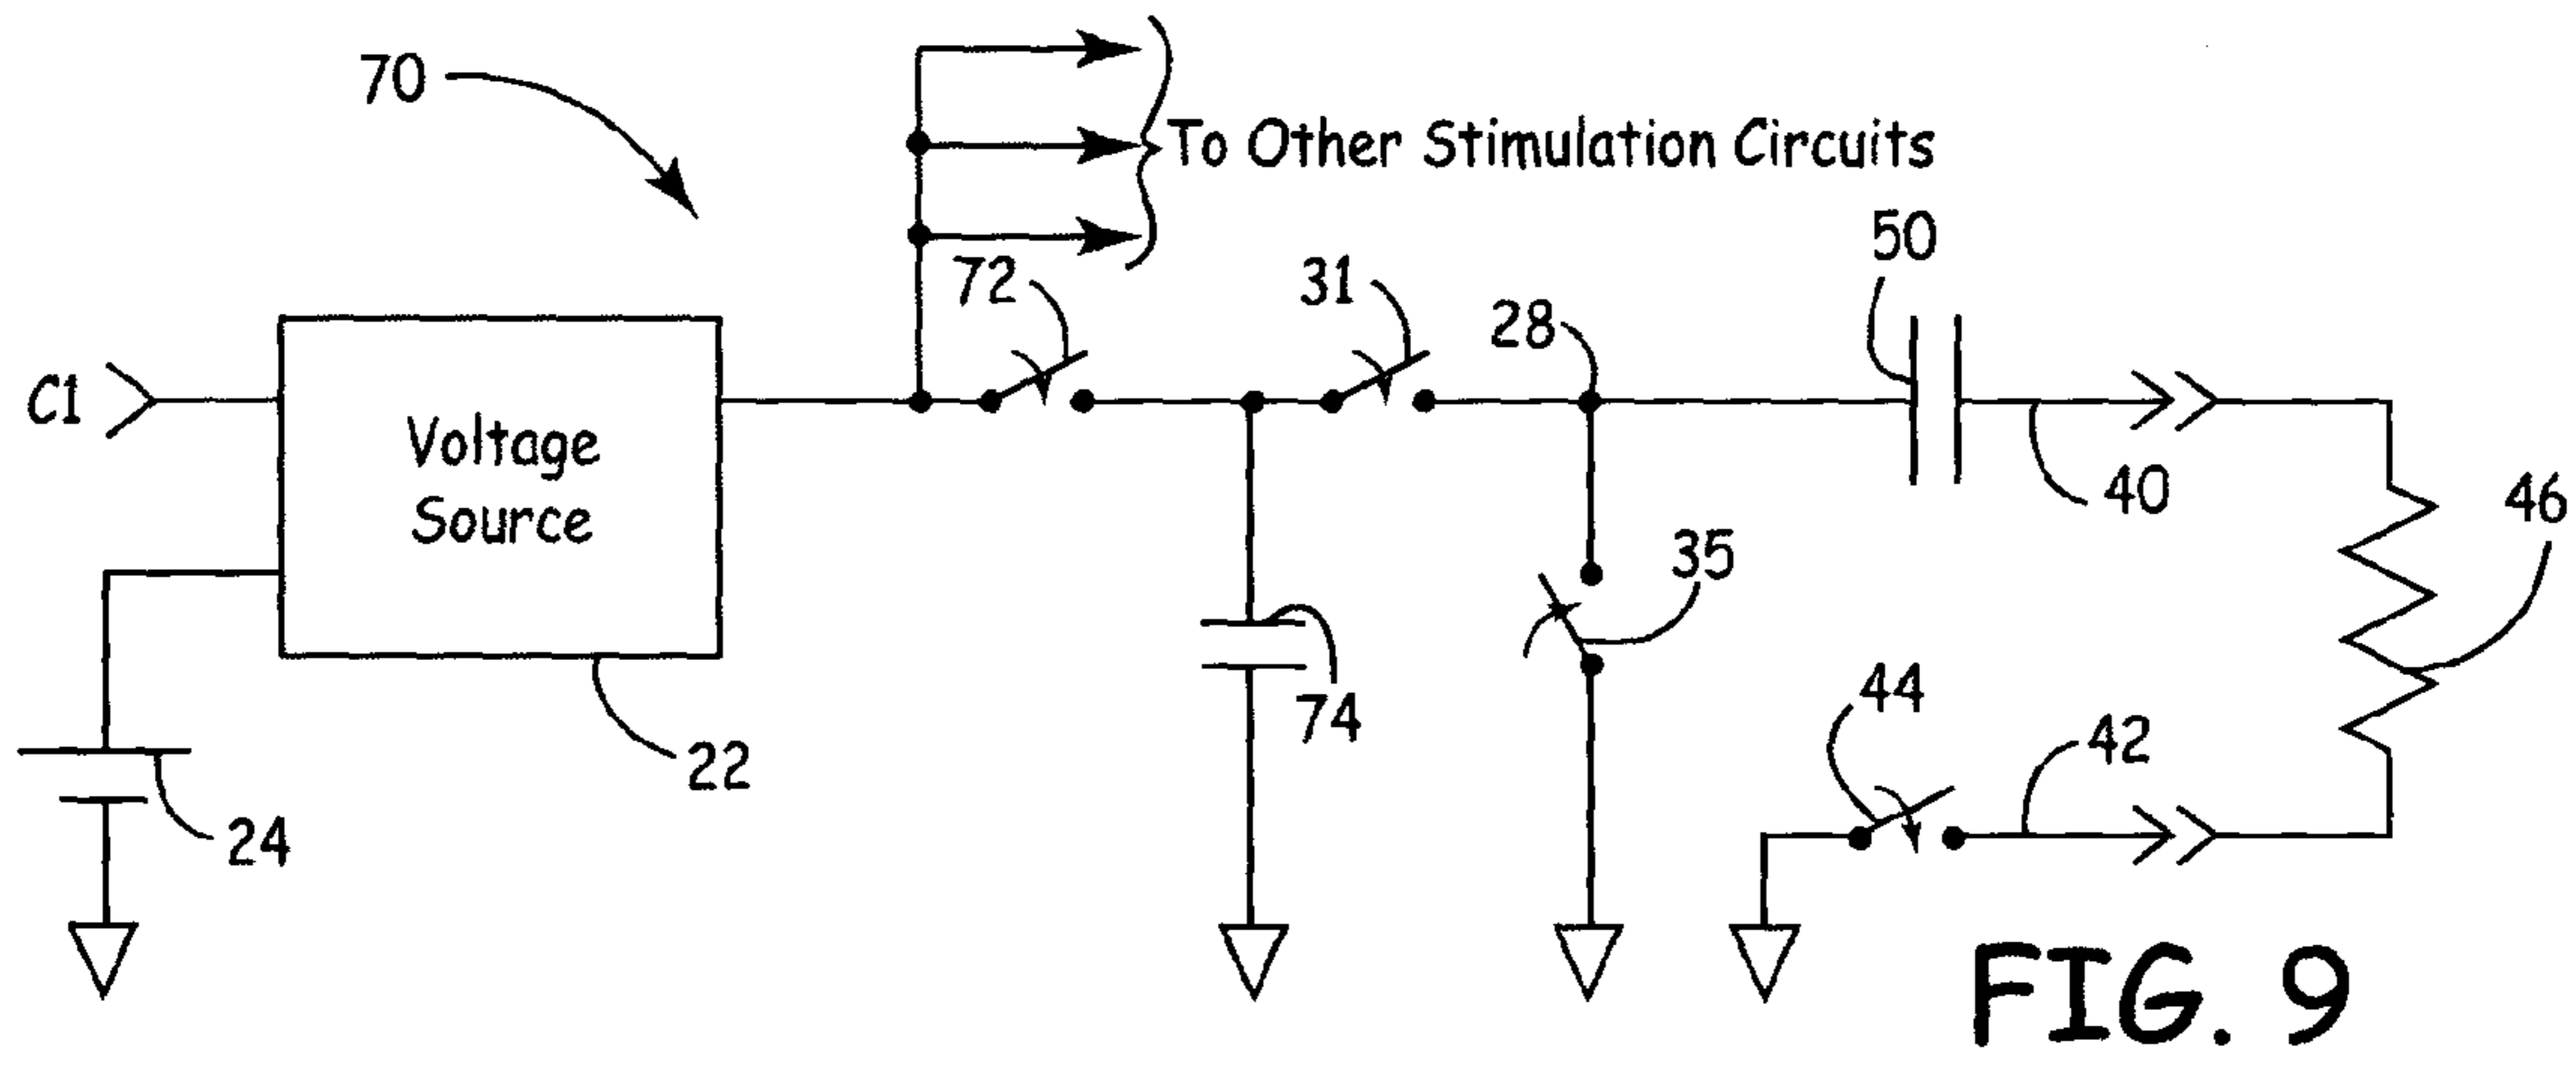 70
To Other Stimulation Circuits
50
72
31
28
C1
Voltage
Source
40
46
35
44
74
42
22
24
FIG. 9